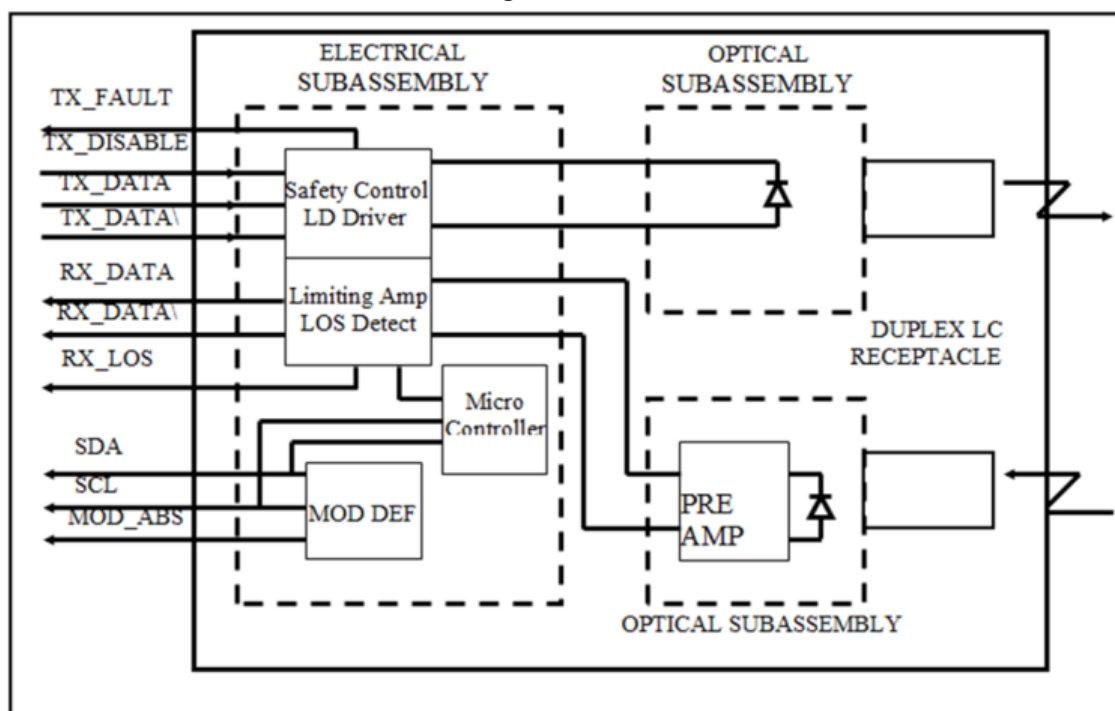 ELECTRICAL
SUBASSEMBLY
OPTICAL
SUBASSEMBLY
TX_FAULT
TX_DISABLE
TX_DATA
TX_DATA\
Safety Control
LD Driver
RX_DATA
RX_DATA\
RX_LOS
Limiting Amp
LOS Detect
DUPLEX LC
RECEPTACLE
Micro
Controller
SDA
SCL
MOD_ABS
MOD DEF
PRE
AMP
OPTICAL SUBASSEMBLY